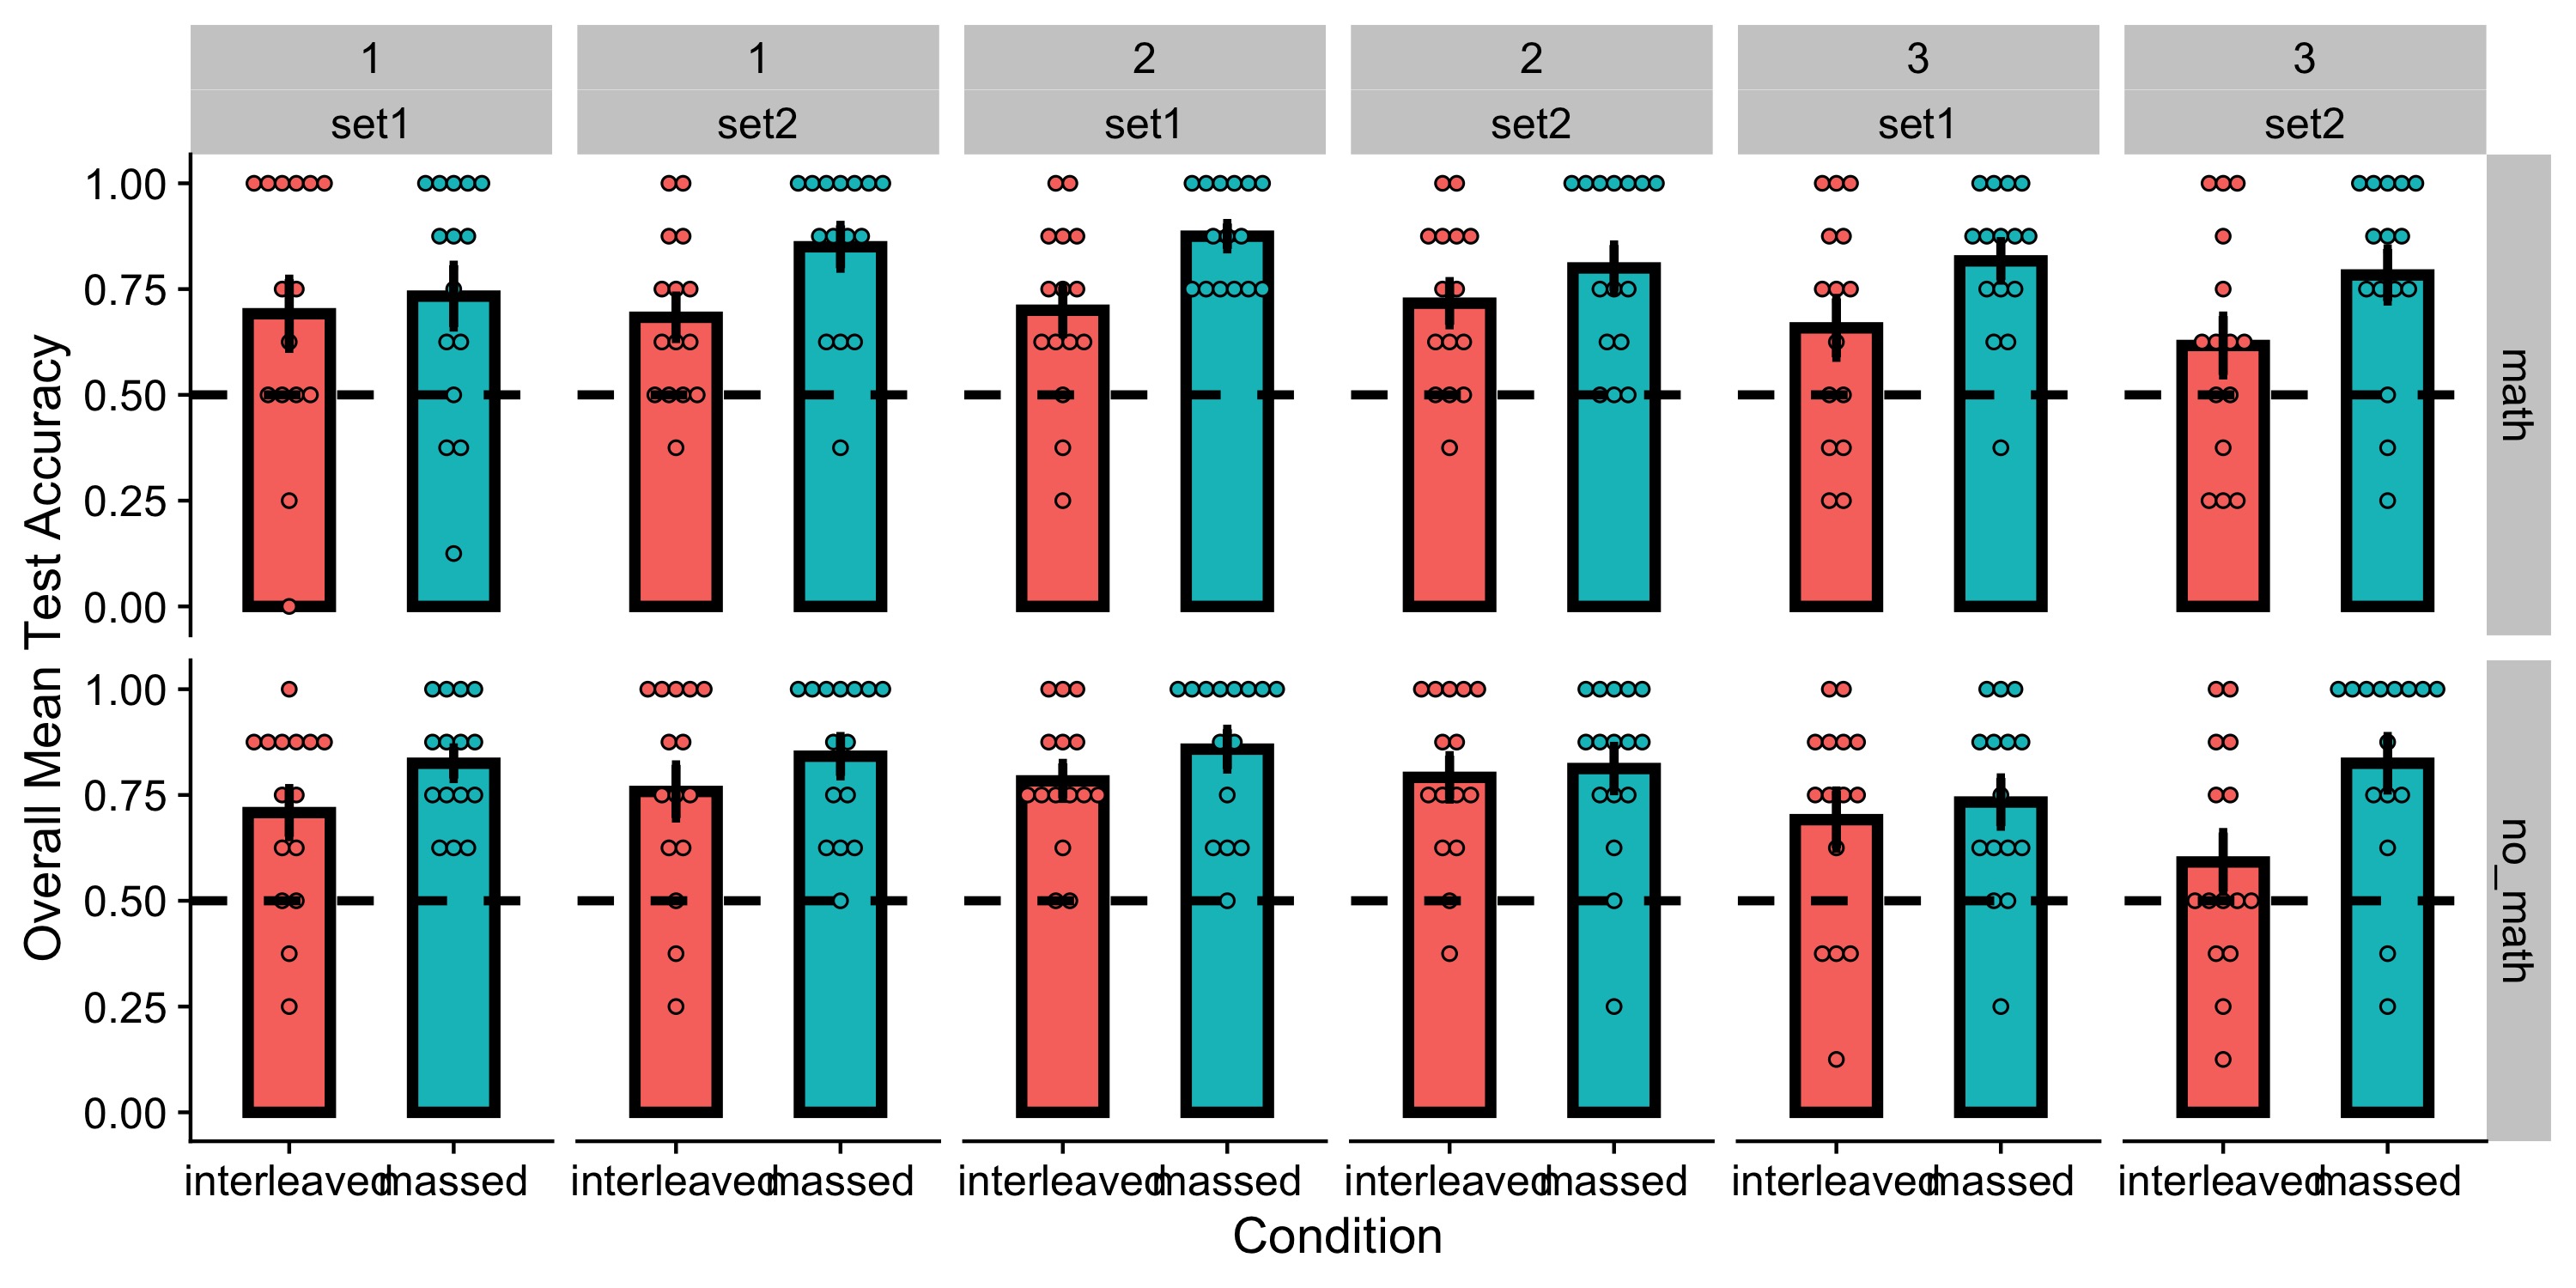 1 1 2 2 3 3
set1 set2 set1 set2 set1 set2
1.00
0.75
0.50
0.25
0.00
math
1.00
0.75
0.50
0.25
0.00
no_math
Overall Mean Test Accuracy
interleaved massed interleaved massed interleaved massed interleaved massed interleaved massed interleaved massed
Condition